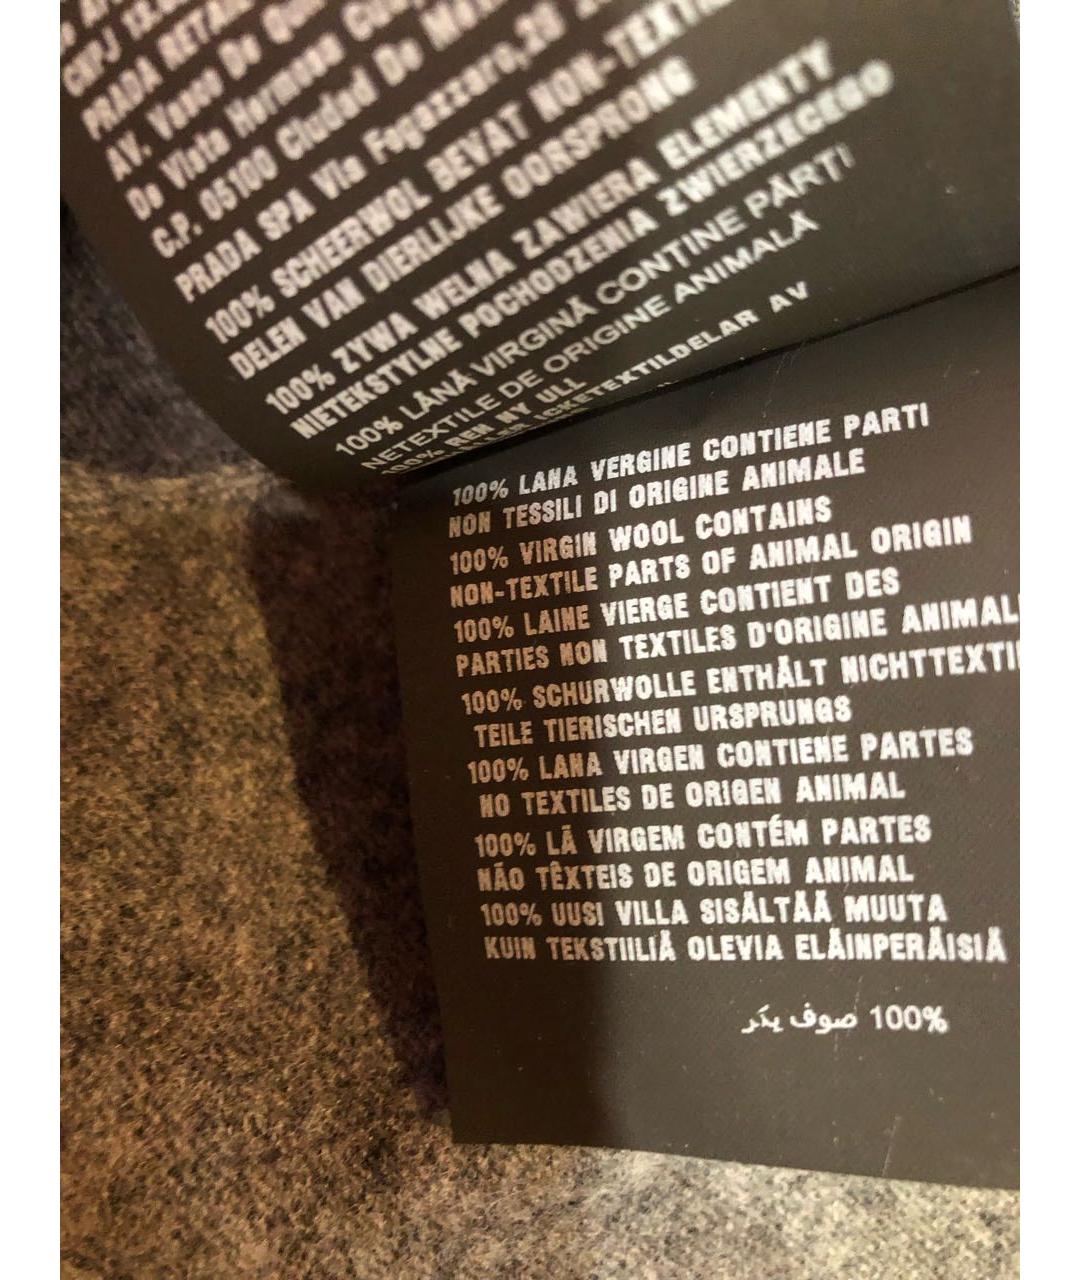 PRADA RETAIL
AV. Vasco De
De Vista Hermosa
C.P. 05100 Ciudad De
PRADA SPA Via Fogazzaro,28
100% SCHEERWOL BEVAT NON-
DELEN VAN DIERLIJKE OORSPRONG
100% ZYWA WELNA ZAWIERA ELEMENTY
NIETEKSTYLNE POCHODZENIA ZWIERZECEGO
100% LÂNĂ VIRGINĂ CONȚINE PĂRȚI
NETEXTILE DE ORIGINE ANIMALĂ
100% REN NY ULL
ICKETEXTILDELAR AV
100% LANA VERGINE CONTIENE PARTI
NON TESSILI DI ORIGINE ANIMALE
100% VIRGIN WOOL CONTAINS
NON-TEXTILE PARTS OF ANIMAL ORIGIN
100% LAINE VIERGE CONTIENT DES
PARTIES NON TEXTILES D'ORIGINE ANIMAL
100% SCHURWOLLE ENTHÄLT NICHTTEXTI
TEILE TIERISCHEN URSPRUNGS
100% LANA VIRGEN CONTIENE PARTES
NO TEXTILES DE ORIGEN ANIMAL
100% LÃ VIRGEM CONTÉM PARTES
NÃO TÊXTEIS DE ORIGEM ANIMAL
100% UUSI VILLA SISÄLTÄÄ MUUTA
KUIN TEKSTIILIÄ OLEVIA ELÄINPERÄISIÄ
100% صوف بكر